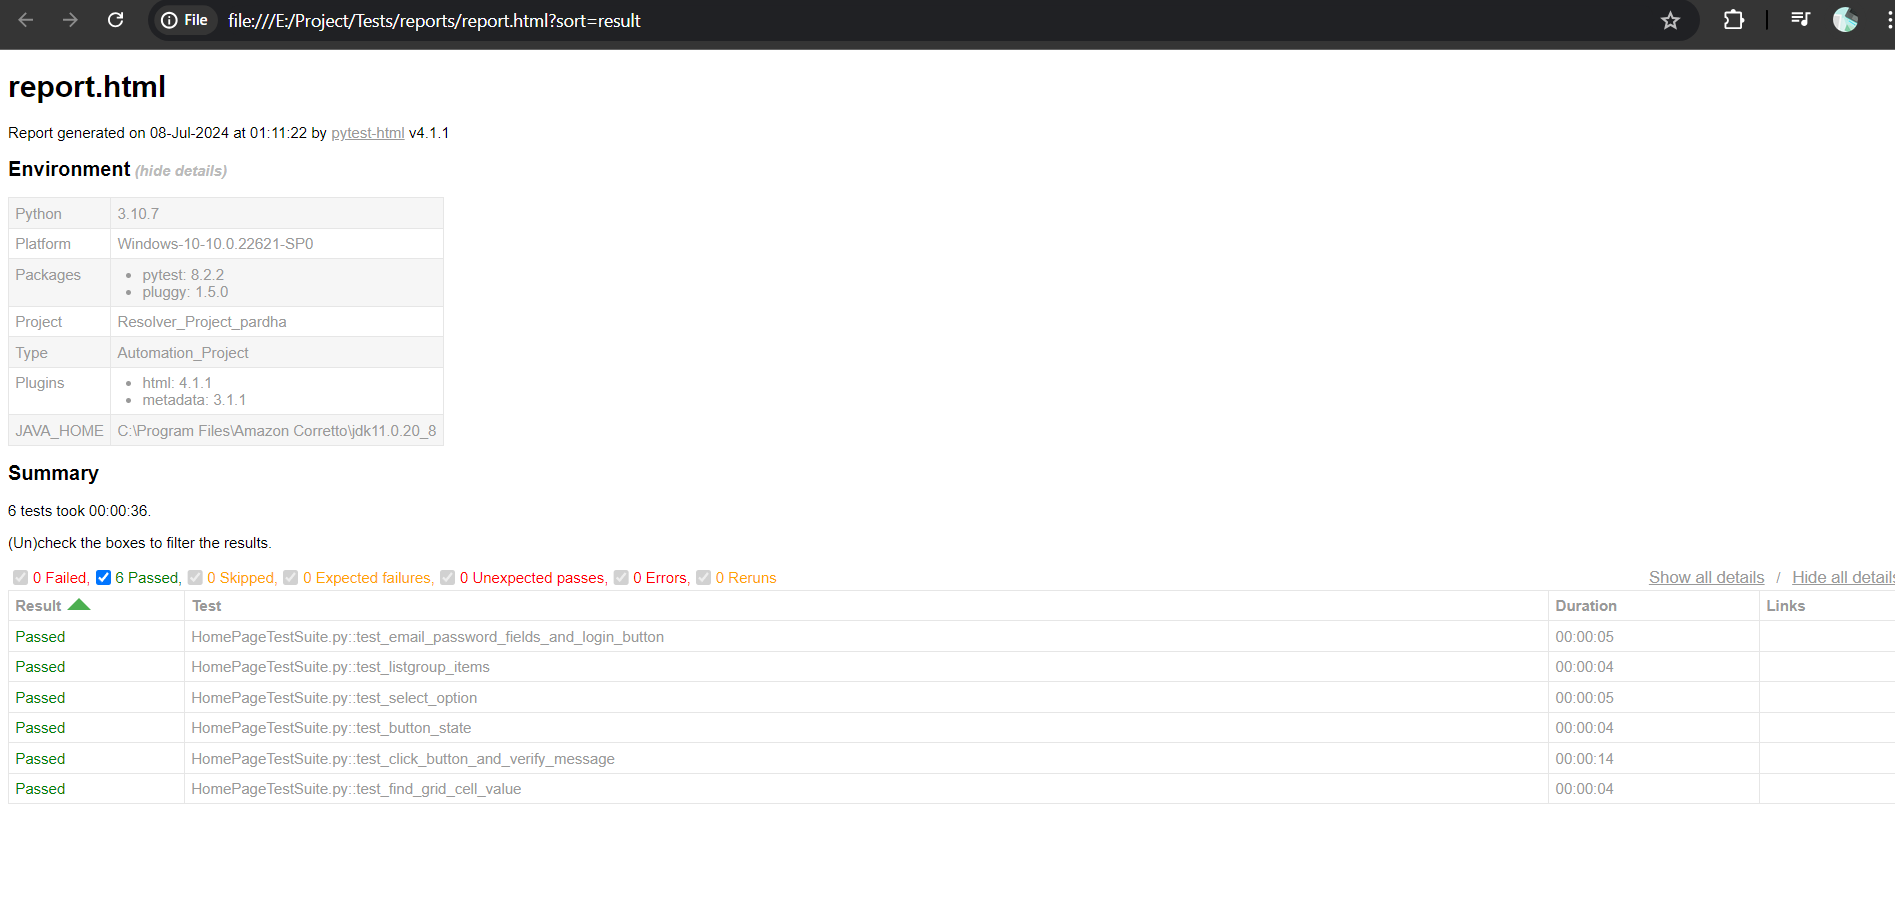 File file:///E:/Project/Tests/reports/report.html?sort=result
report.html
Report generated on 08-Jul-2024 at 01:11:22 by pytest-html v4.1.1
Environment (hide details)
Python 3.10.7
Platform Windows-10-10.0.22621-SP0
Packages • pytest: 8.2.2
• pluggy: 1.5.0
Project Resolver_Project_pardha
Type Automation_Project
Plugins • html: 4.1.1
• metadata: 3.1.1
JAVA_HOME C:\Program Files\Amazon Corretto\jdk11.0.20_8
Summary
6 tests took 00:00:36.
(Un)check the boxes to filter the results.
0 Failed, 6 Passed, 0 Skipped, 0 Expected failures, 0 Unexpected passes, 0 Errors, 0 Reruns Show all details / Hide all details
Result Test Duration Links
Passed HomePageTestSuite.py::test_email_password_fields_and_login_button 00:00:05
Passed HomePageTestSuite.py::test_listgroup_items 00:00:04
Passed HomePageTestSuite.py::test_select_option 00:00:05
Passed HomePageTestSuite.py::test_button_state 00:00:04
Passed HomePageTestSuite.py::test_click_button_and_verify_message 00:00:14
Passed HomePageTestSuite.py::test_find_grid_cell_value 00:00:04